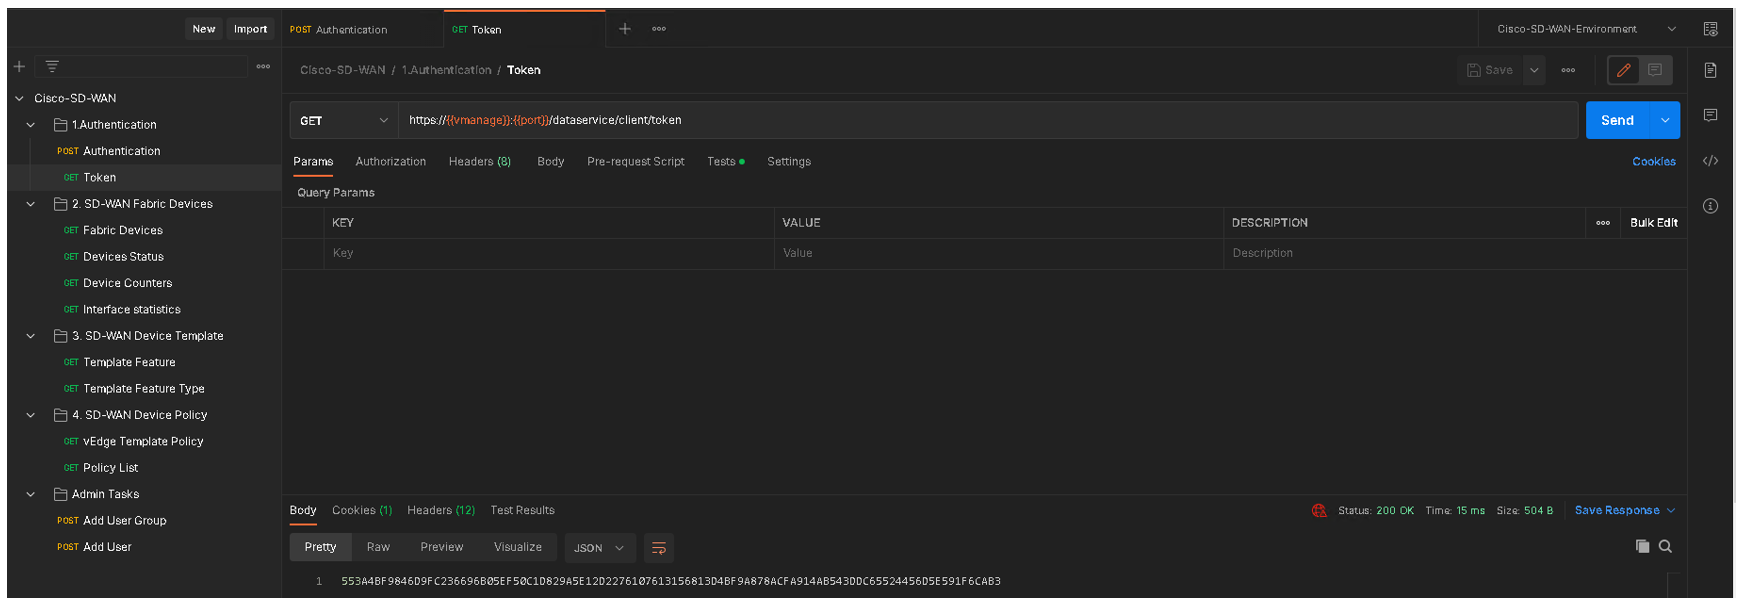 New Import
POST Authentication
GET Token
Cisco-SD-WAN-Environment
Cisco-SD-WAN / 1.Authentication / Token
Save
Cisco-SD-WAN
1.Authentication
POST Authentication
GET Token
2. SD-WAN Fabric Devices
GET Fabric Devices
GET Devices Status
GET Device Counters
GET Interface statistics
3. SD-WAN Device Template
GET Template Feature
GET Template Feature Type
4. SD-WAN Device Policy
GET vEdge Template Policy
GET Policy List
Admin Tasks
POST Add User Group
POST Add User
GET https://{{vmanage}}:{{port}}/dataservice/client/token Send
Params Authorization Headers (8) Body Pre-request Script Tests Settings Cookies
Query Params
KEY VALUE DESCRIPTION Bulk Edit
Key Value Description
Body Cookies (1) Headers (12) Test Results Status: 200 OK Time: 15 ms Size: 504 B Save Response
Pretty Raw Preview Visualize JSON
1 553A4BF9846D9FC236696B05EF50C1D829A5E12D2276107613156813D4BF9A878ACFA914AB543DDC65524456D5E591F6CAB3